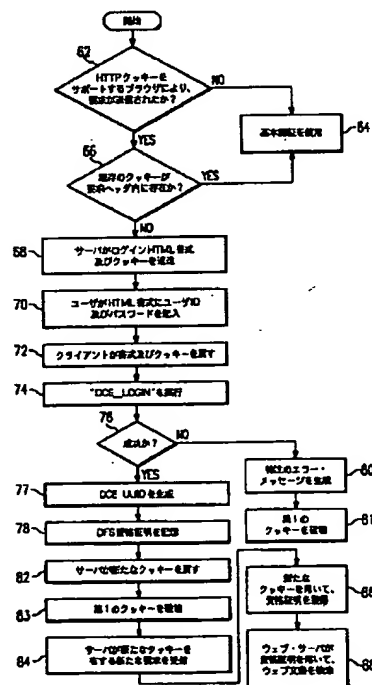 開始
62
HTTPクッキーを
サポートするブラウザにより、
要求が送信されたか?
NO
YES
基本認証を使用
64
66
既存のクッキーが
要求ヘッダ内に存在か?
YES
NO
68
サーバがログインHTML書式
及びクッキーを返送
70
ユーザがHTML書式にユーザID
及びパスワードを記入
72
クライアントが書式及びクッキーを戻す
74
"DCE_LOGIN"を実行
76
成功か?
NO
YES
77
DCE UUIDを生成
78
DFS資格証明を記憶
82
サーバが新たなクッキーを戻す
83
第1のクッキーを破棄
84
サーバが新たなクッキーを
有する新たな要求を受信
エラー・
メッセージを生成
80
第1の
クッキーを破棄
81
新たな
クッキーを用いて、
資格証明を
ウェブ・サーバが
資格証明を用いて、
ウェブ文書を